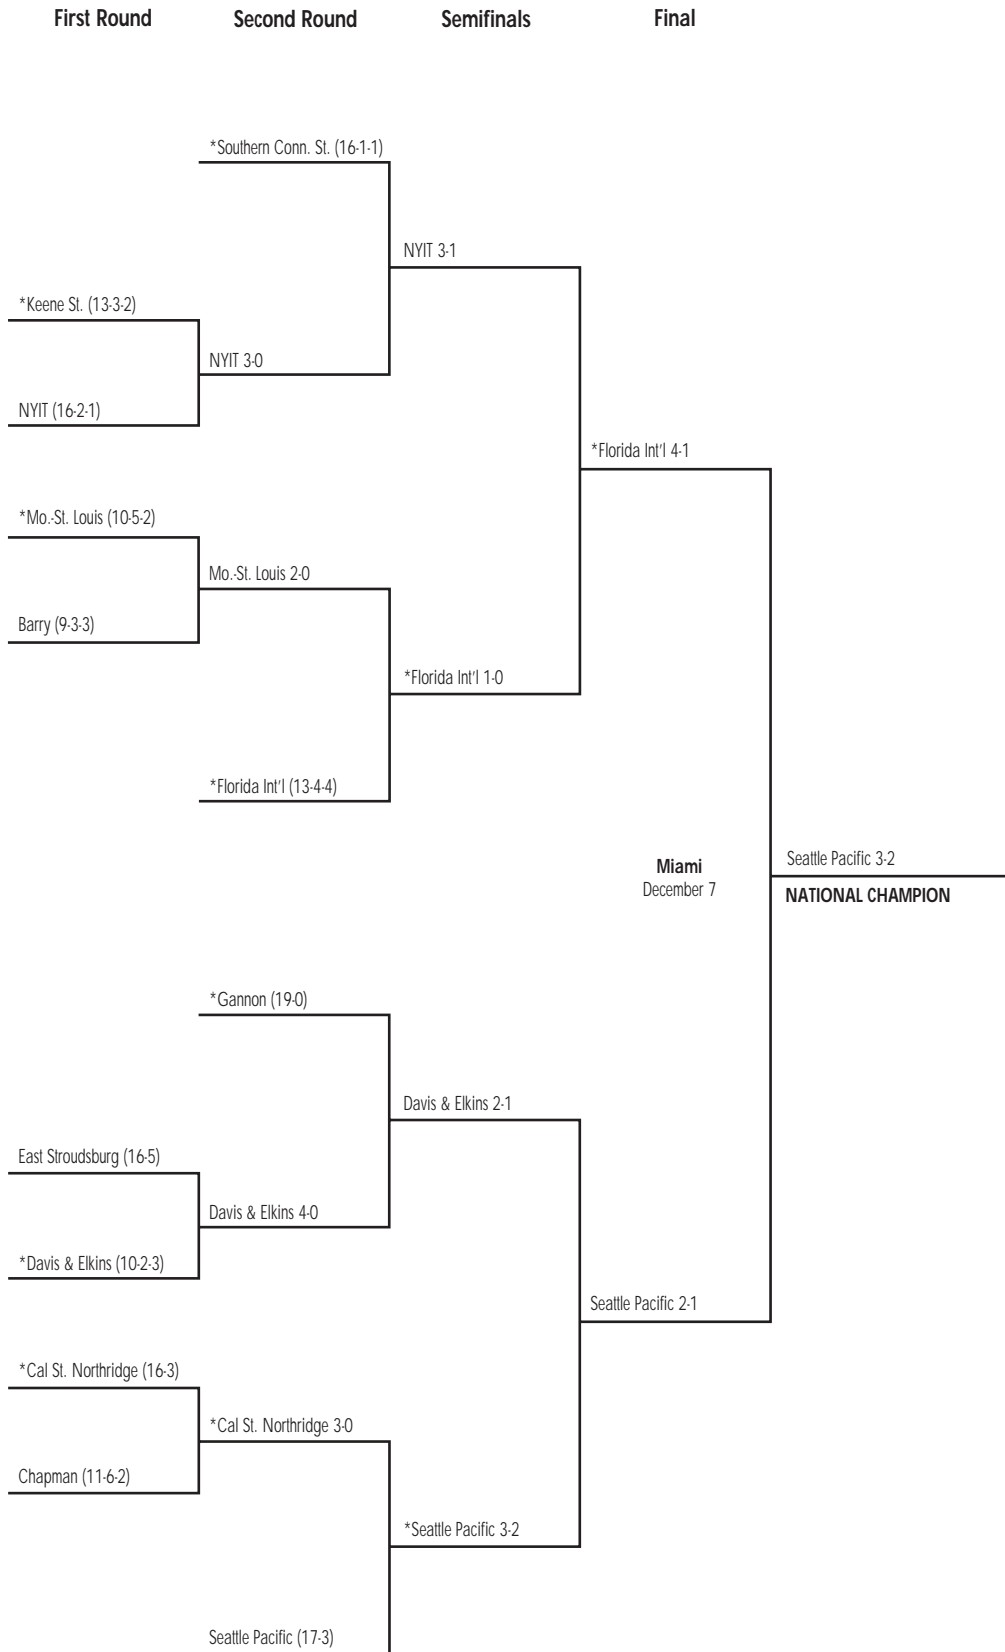 First Round
Second Round
Semifinals
Final
*Southern Conn. St. (16-1-1)
NYIT 3-1
*Keene St. (13-3-2)
NYIT 3-0
NYIT (16-2-1)
*Florida Int'l 4-1
*Mo.-St. Louis (10-5-2)
Mo.-St. Louis 2-0
Barry (9-3-3)
*Florida Int'l 1-0
*Florida Int'l (13-4-4)
Miami
December 7
Seattle Pacific 3-2
NATIONAL CHAMPION
*Gannon (19-0)
Davis & Elkins 2-1
East Stroudsburg (16-5)
Davis & Elkins 4-0
*Davis & Elkins (10-2-3)
Seattle Pacific 2-1
*Cal St. Northridge (16-3)
*Cal St. Northridge 3-0
Chapman (11-6-2)
*Seattle Pacific 3-2
Seattle Pacific (17-3)